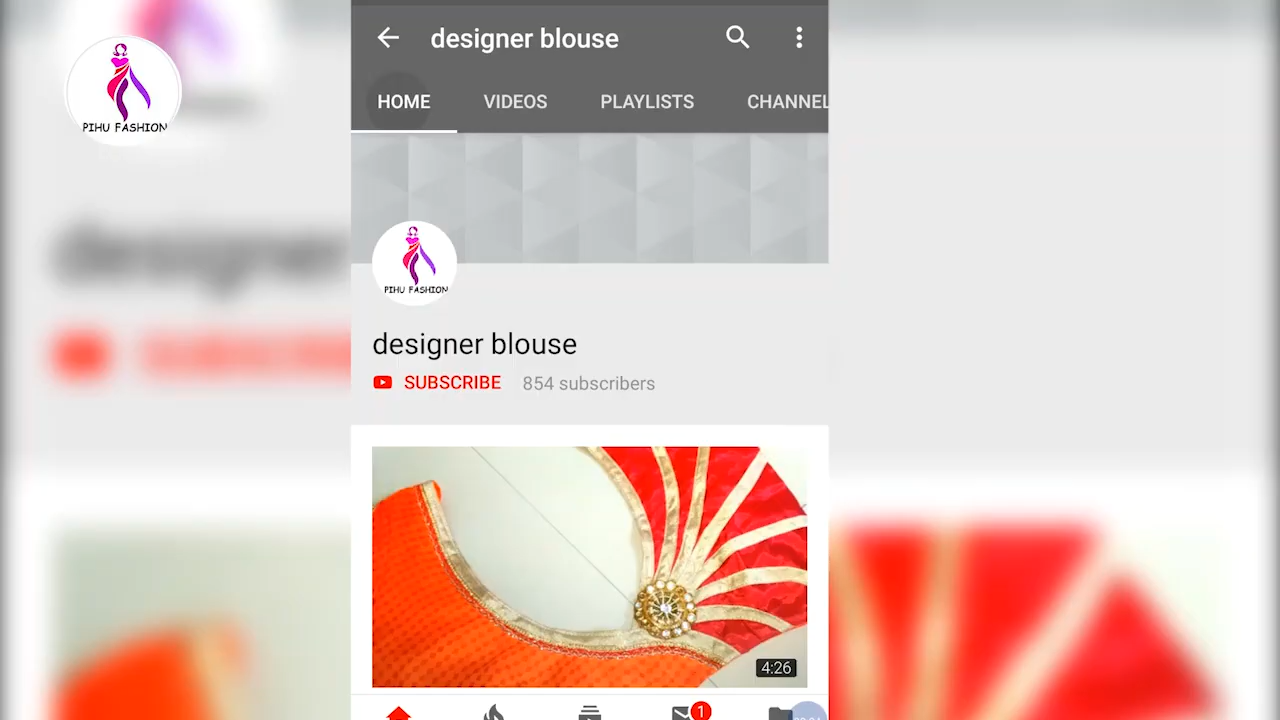 PIHU FASHION
designer blouse
HOME VIDEOS PLAYLISTS CHANNEL
PIHU FASHION
designer blouse
SUBSCRIBE 854 subscribers
4:26
1